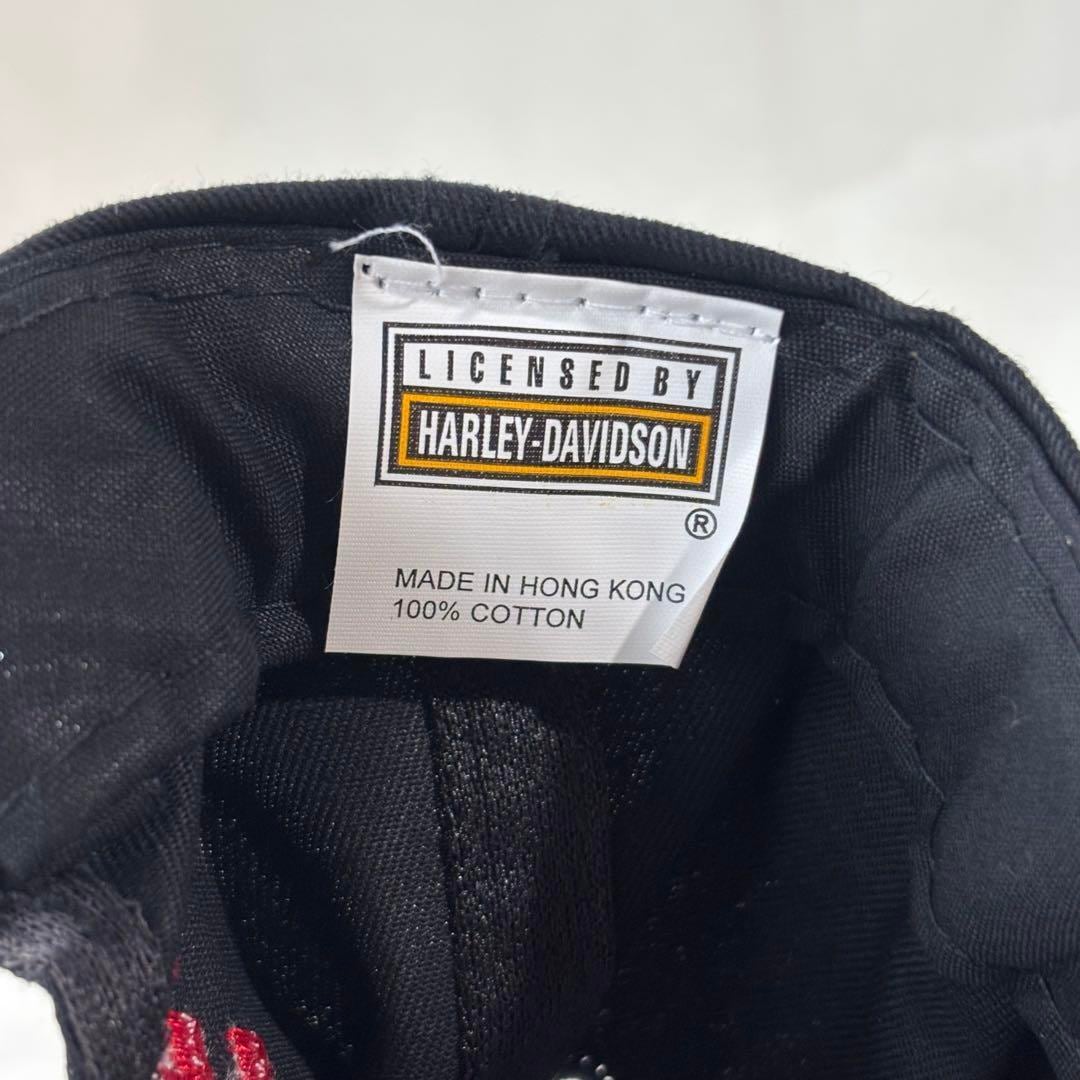 LICENSED BY
HARLEY-DAVIDSON
®
MADE IN HONG KONG
100% COTTON